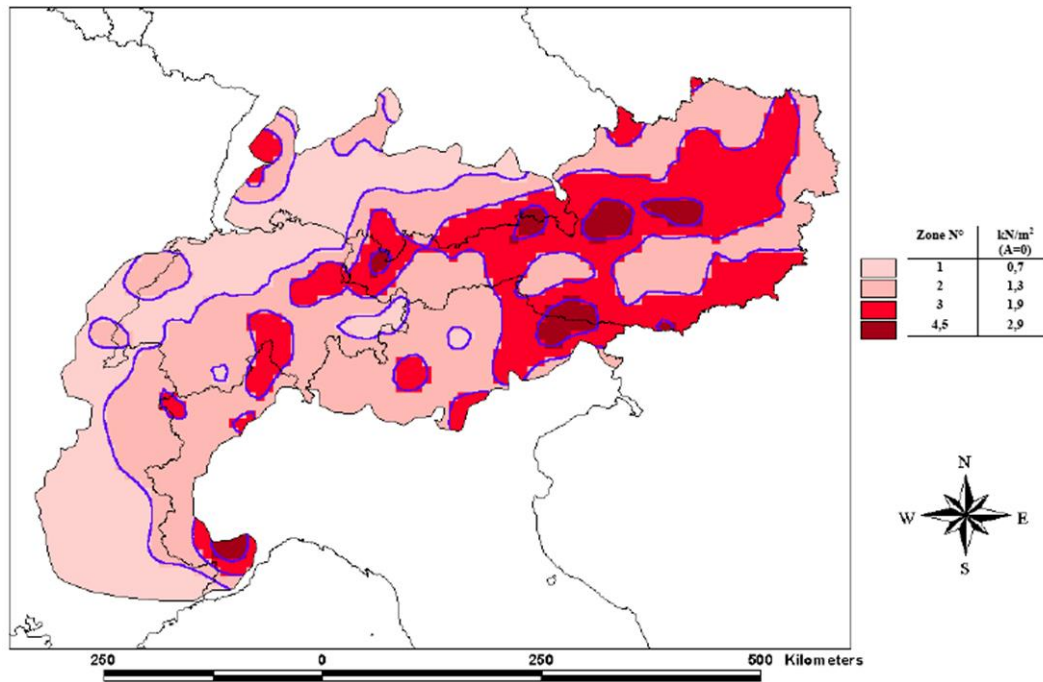 Zone N° kN/m² (A=0)
1 0,7
2 1,3
3 1,9
4,5 2,9
N
W E
S
250 0 250 500 Kilometers